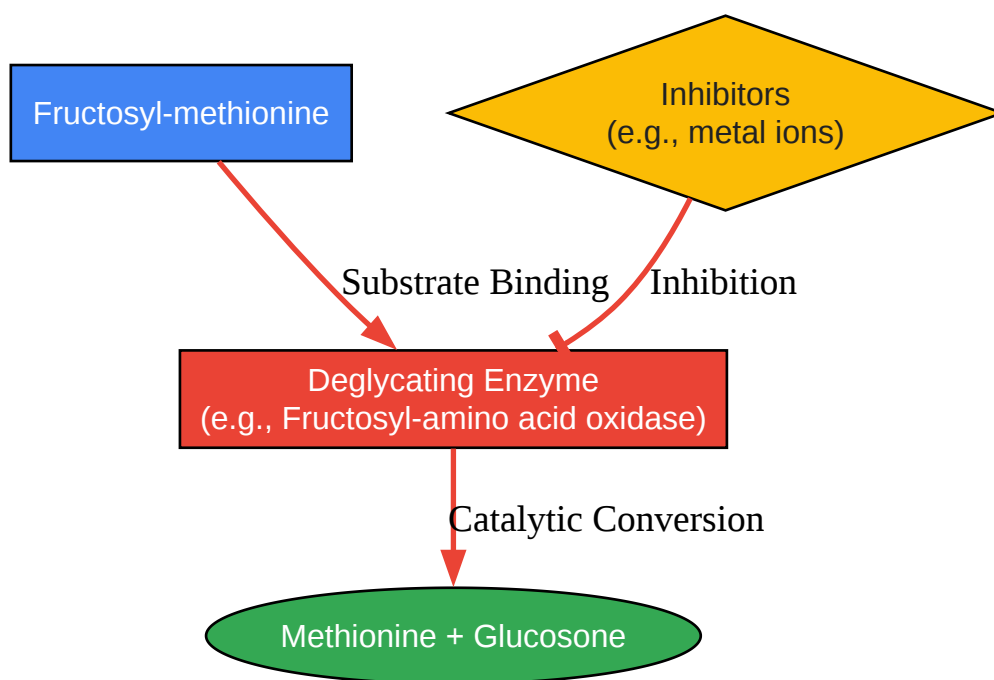 Fructosyl-methionine
Inhibitors
(e.g., metal ions)
Substrate Binding
Inhibition
Deglycating Enzyme
(e.g., Fructosyl-amino acid oxidase)
Catalytic Conversion
Methionine + Glucosone